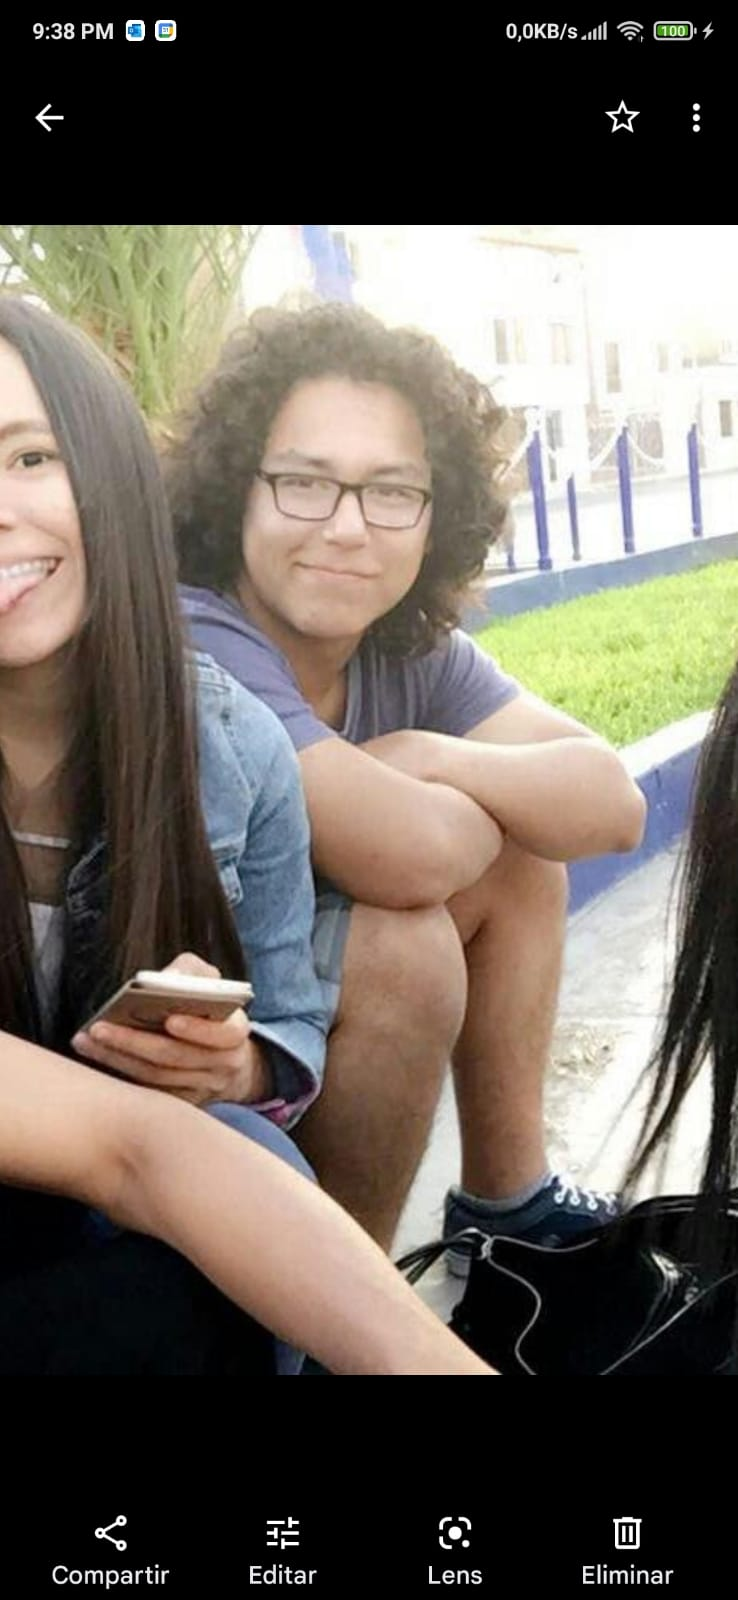 9:38 PM
0,0KB/s
100
Compartir
Editar
Lens
Eliminar